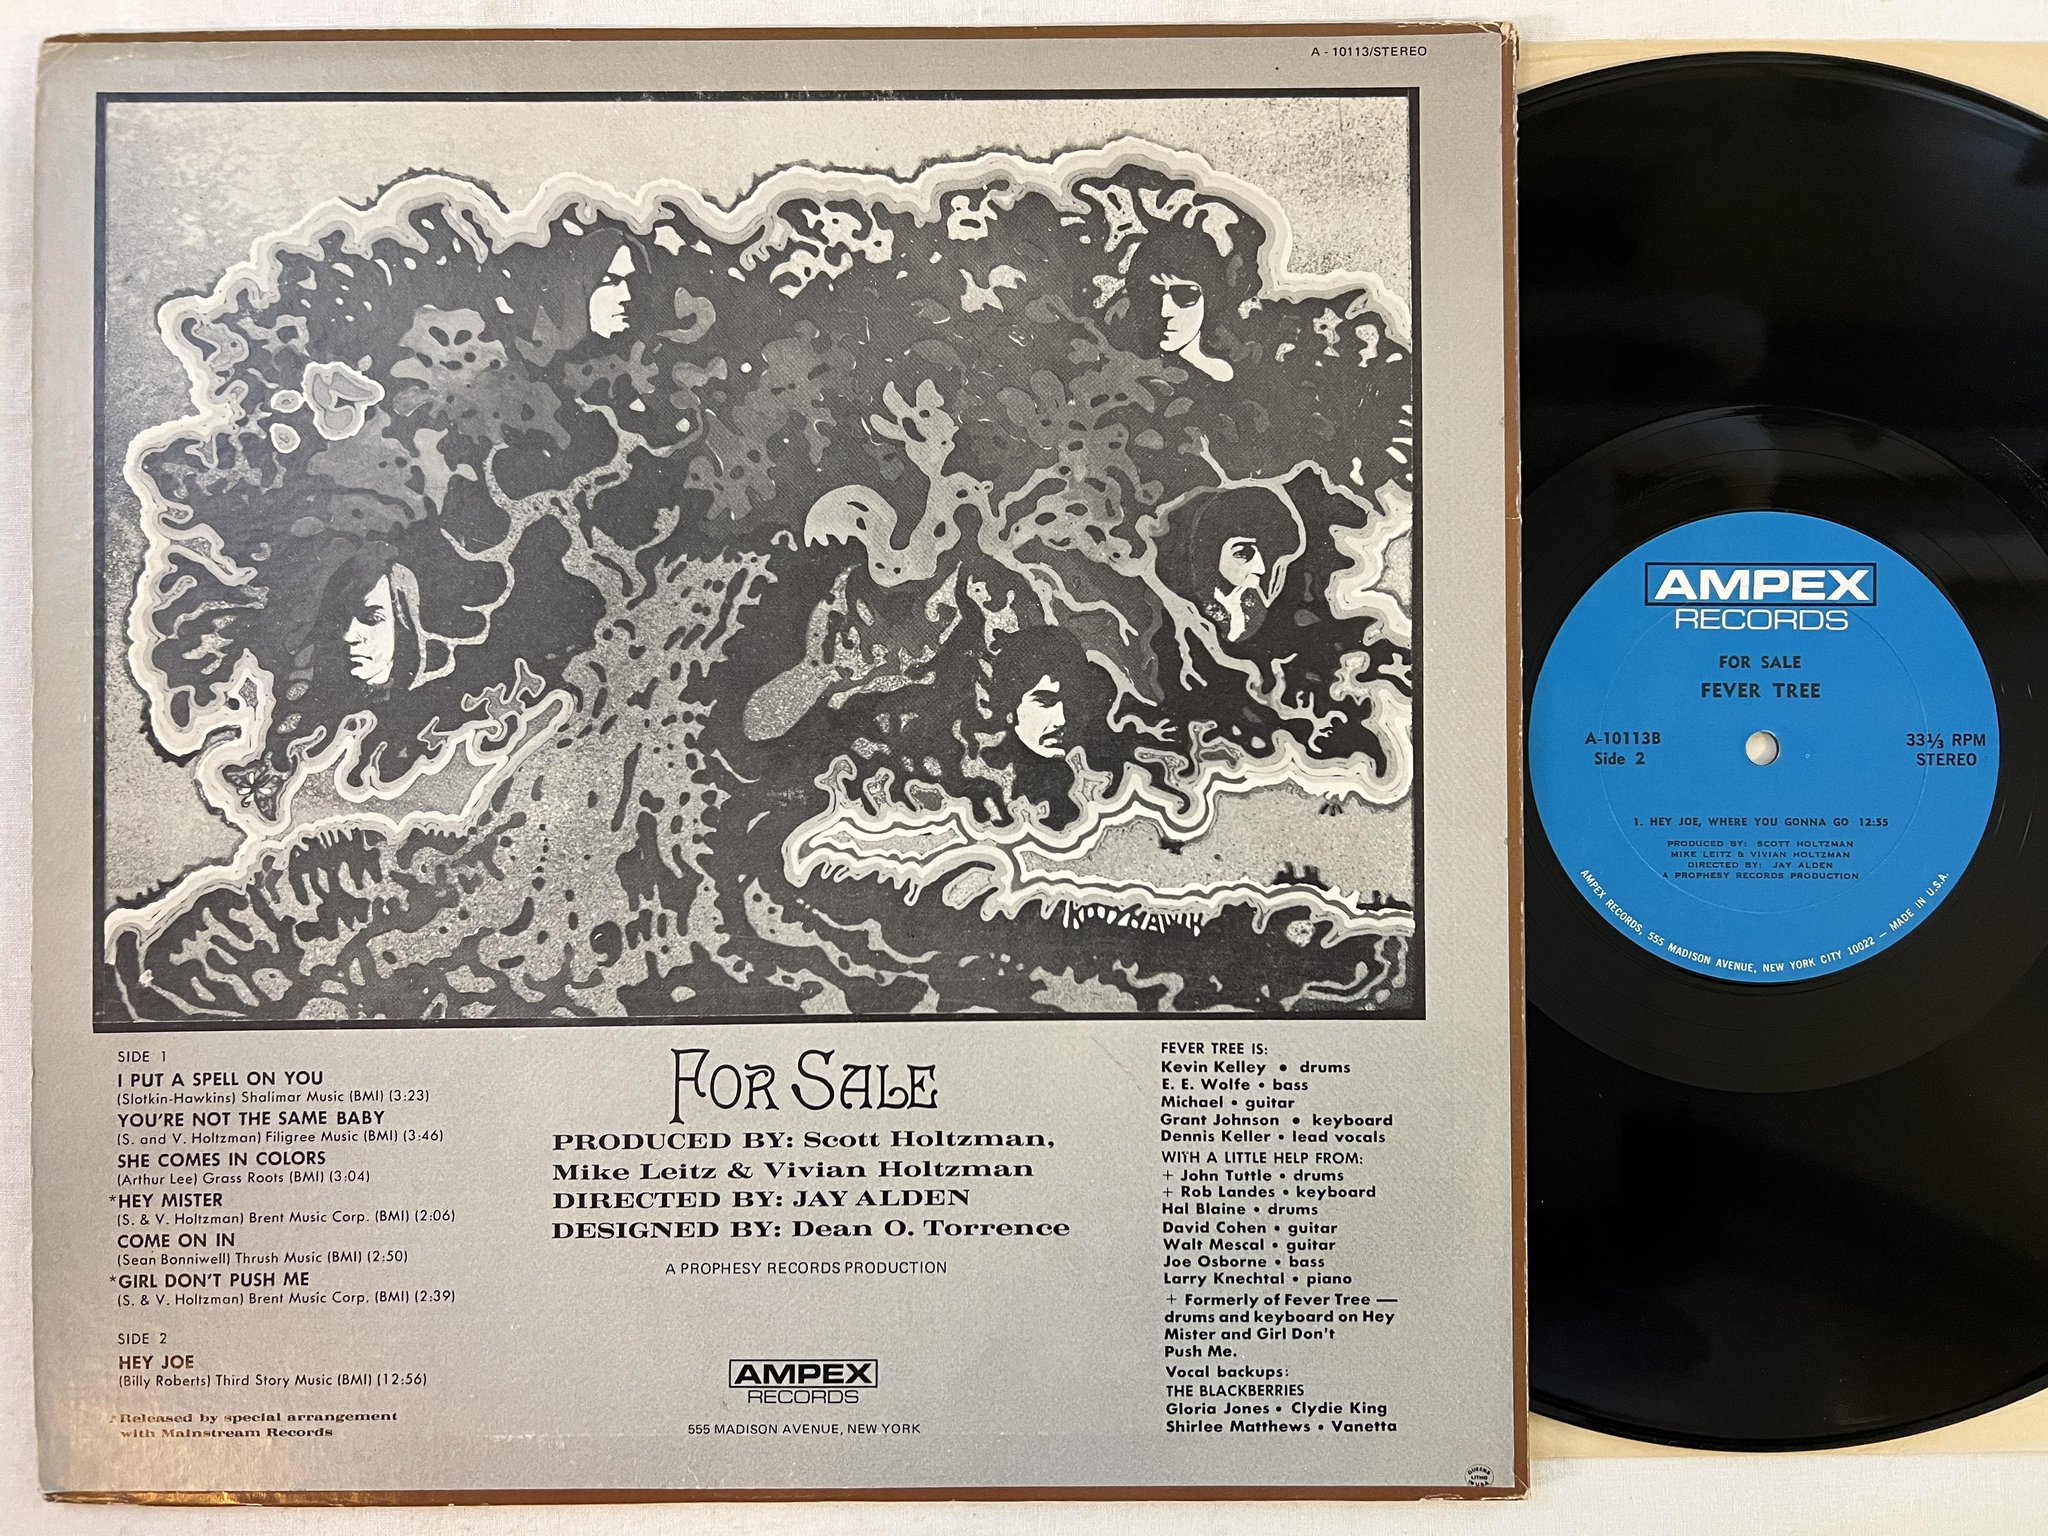 A - 10113/STEREO
SIDE 1
I PUT A SPELL ON YOU
(Slotkin-Hawkins) Shalimar Music (BMI) (3:23)
YOU'RE NOT THE SAME BABY
(S. and V. Holtzman) Filigree Music (BMI) (3:46)
SHE COMES IN COLORS
(Arthur Lee) Grass Roots (BMI) (3:04)
*HEY MISTER
(S. & V. Holtzman) Brent Music Corp. (BMI) (2:06)
COME ON IN
(Sean Bonniwell) Thrush Music (BMI) (2:50)
*GIRL DON'T PUSH ME
(S. & V. Holtzman) Brent Music Corp. (BMI) (2:39)
SIDE 2
HEY JOE
(Billy Roberts) Third Story Music (BMI) (12:56)
*Released by special arrangement
with Mainstream Records
FOR SALE
PRODUCED BY: Scott Holtzman,
Mike Leitz & Vivian Holtzman
DIRECTED BY: JAY ALDEN
DESIGNED BY: Dean O. Torrence
A PROPHESY RECORDS PRODUCTION
AMPEX
RECORDS
555 MADISON AVENUE, NEW YORK
FEVER TREE IS:
Kevin Kelley • drums
E. E. Wolfe • bass
Michael • guitar
Grant Johnson • keyboard
Dennis Keller • lead vocals
WITH A LITTLE HELP FROM:
+ John Tuttle • drums
+ Rob Landes • keyboard
Hal Blaine • drums
David Cohen • guitar
Walt Mescal • guitar
Joe Osborne • bass
Larry Knechtal • piano
+ Formerly of Fever Tree —
drums and keyboard on Hey
Mister and Girl Don't
Push Me.
Vocal backups:
THE BLACKBERRIES
Gloria Jones • Clydie King
Shirlee Matthews • Vanetta
QUEENS
LITHO
IN USA
AMPEX
RECORDS
FOR SALE
FEVER TREE
A-10113B
Side 2
33⅓ RPM
STEREO
1. HEY JOE, WHERE YOU GONNA GO 12:55
PRODUCED BY: SCOTT HOLTZMAN
MIKE LEITZ & VIVIAN HOLTZMAN
DIRECTED BY: JAY ALDEN
A PROPHESY RECORDS PRODUCTION
AMPEX RECORDS, 555 MADISON AVENUE, NEW YORK CITY 10022 — MADE IN U.S.A.